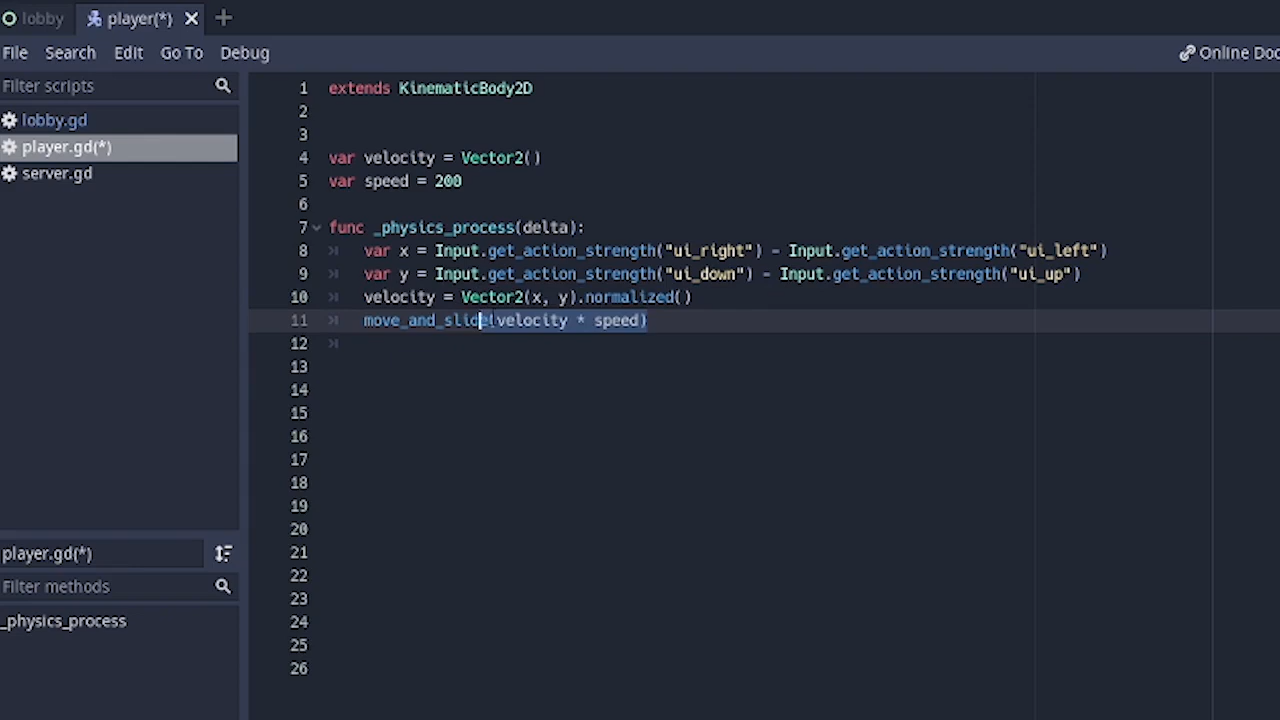 lobby
player(*)
File Search Edit Go To Debug
Online Doc
Filter scripts
lobby.gd
player.gd(*)
server.gd
player.gd(*)
Filter methods
_physics_process
1 extends KinematicBody2D
2
3
4 var velocity = Vector2()
5 var speed = 200
6
7 func _physics_process(delta):
8 var x = Input.get_action_strength("ui_right") - Input.get_action_strength("ui_left")
9 var y = Input.get_action_strength("ui_down") - Input.get_action_strength("ui_up")
10 velocity = Vector2(x, y).normalized()
11 move_and_slide(velocity * speed)
12
13
14
15
16
17
18
19
20
21
22
23
24
25
26